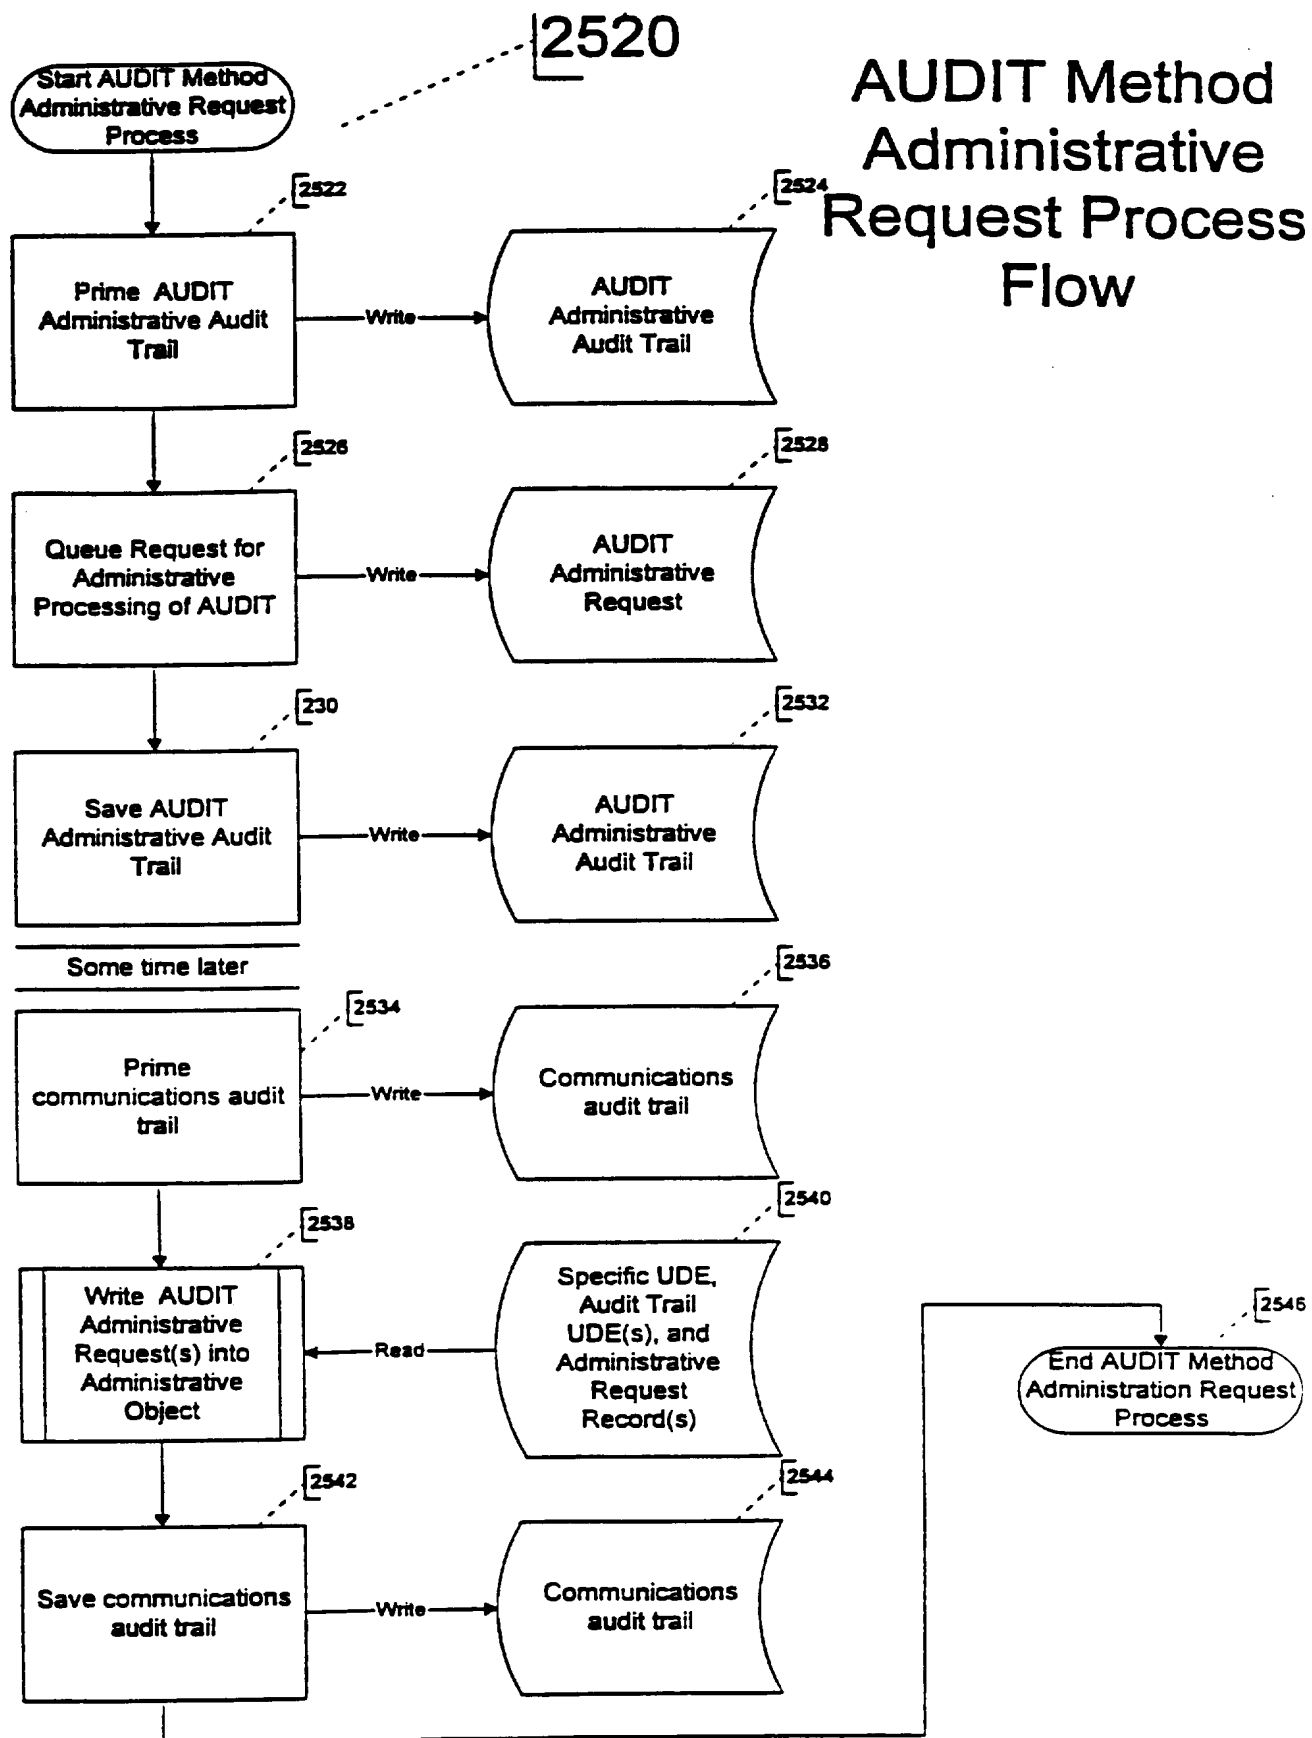 2520
AUDIT Method
Administrative
Request Process
Flow
Start AUDIT Method
Administrative Request
Process
2522
Prime AUDIT
Administrative Audit
Trail
Write
2524
AUDIT
Administrative
Audit Trail
2526
Queue Request for
Administrative
Processing of AUDIT
Write
2528
AUDIT
Administrative
Request
230
Save AUDIT
Administrative Audit
Trail
Write
2532
AUDIT
Administrative
Audit Trail
Some time later
2534
Prime
communications audit
trail
Write
2536
Communications
audit trail
2538
Write AUDIT
Administrative
Request(s) into
Administrative
Object
Read
2540
Specific UDE,
Audit Trail
UDE(s), and
Administrative
Request
Record(s)
2542
Save communications
audit trail
Write
2544
Communications
audit trail
2546
End AUDIT Method
Administration Request
Process